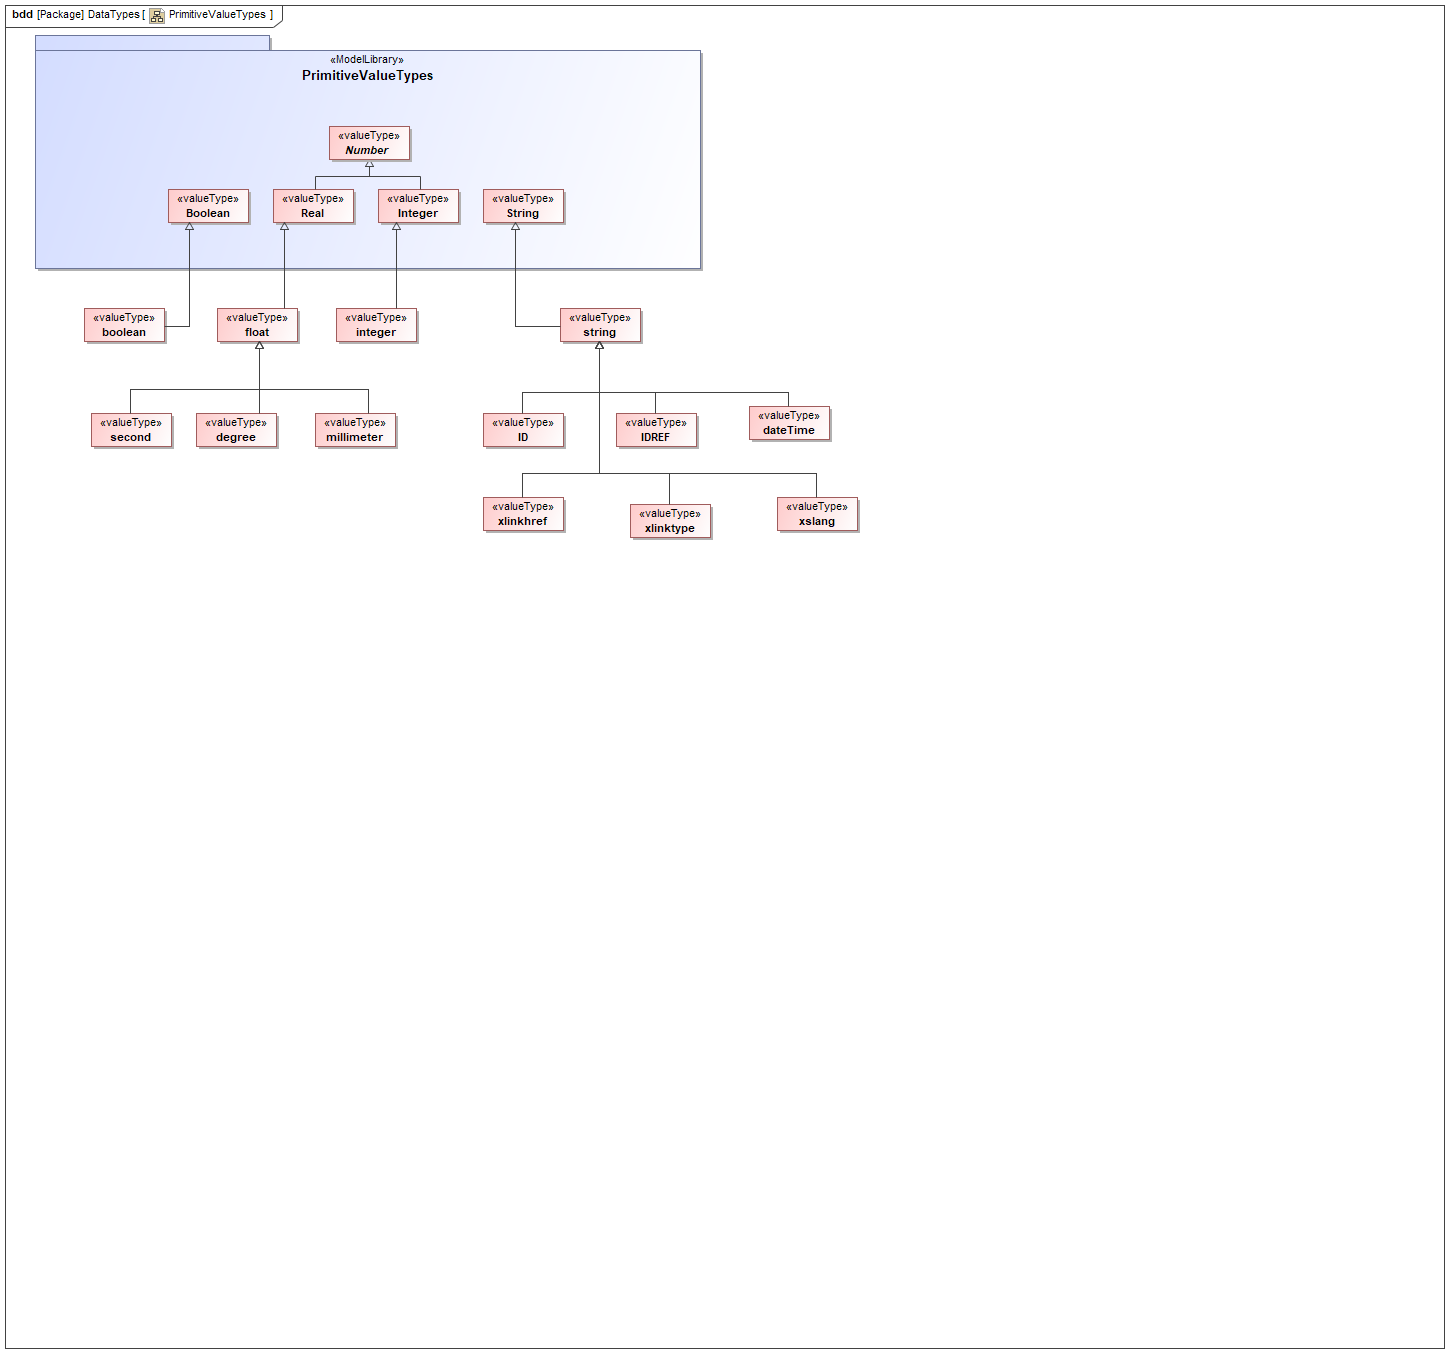 bdd [Package] DataTypes [ PrimitiveValueTypes ]
«ModelLibrary»
PrimitiveValueTypes
«valueType»
Number
«valueType»
Boolean
«valueType»
Real
«valueType»
Integer
«valueType»
String
«valueType»
boolean
«valueType»
float
«valueType»
integer
«valueType»
string
«valueType»
second
«valueType»
degree
«valueType»
millimeter
«valueType»
ID
«valueType»
IDREF
«valueType»
dateTime
«valueType»
xlinkhref
«valueType»
xlinktype
«valueType»
xslang